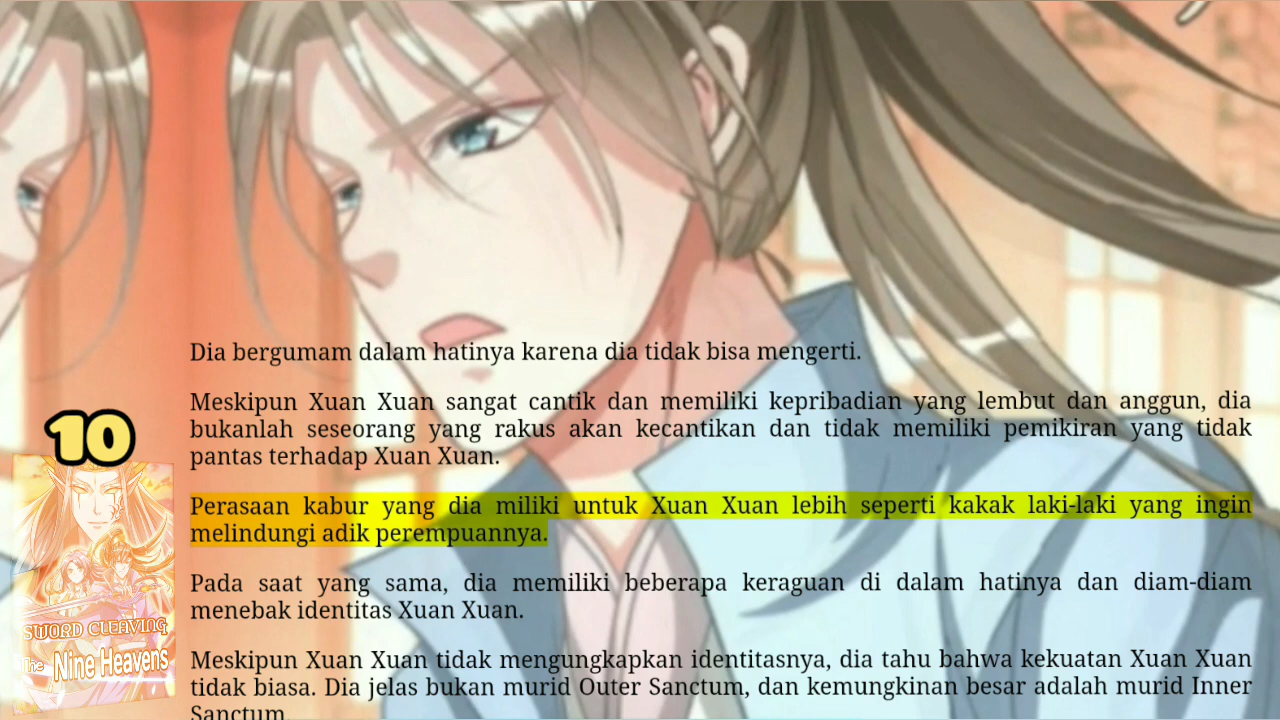 Dia bergumam dalam hatinya karena dia tidak bisa mengerti.
Meskipun Xuan Xuan sangat cantik dan memiliki kepribadian yang lembut dan anggun, dia
bukanlah seseorang yang rakus akan kecantikan dan tidak memiliki pemikiran yang tidak
pantas terhadap Xuan Xuan.
Perasaan kabur yang dia miliki untuk Xuan Xuan lebih seperti kakak laki-laki yang ingin
melindungi adik perempuannya.
Pada saat yang sama, dia memiliki beberapa keraguan di dalam hatinya dan diam-diam
menebak identitas Xuan Xuan.
Meskipun Xuan Xuan tidak mengungkapkan identitasnya, dia tahu bahwa kekuatan Xuan Xuan
tidak biasa. Dia jelas bukan murid Outer Sanctum, dan kemungkinan besar adalah murid Inner
Sanctum.
10
SWORD CLEAVING
The Nine Heavens